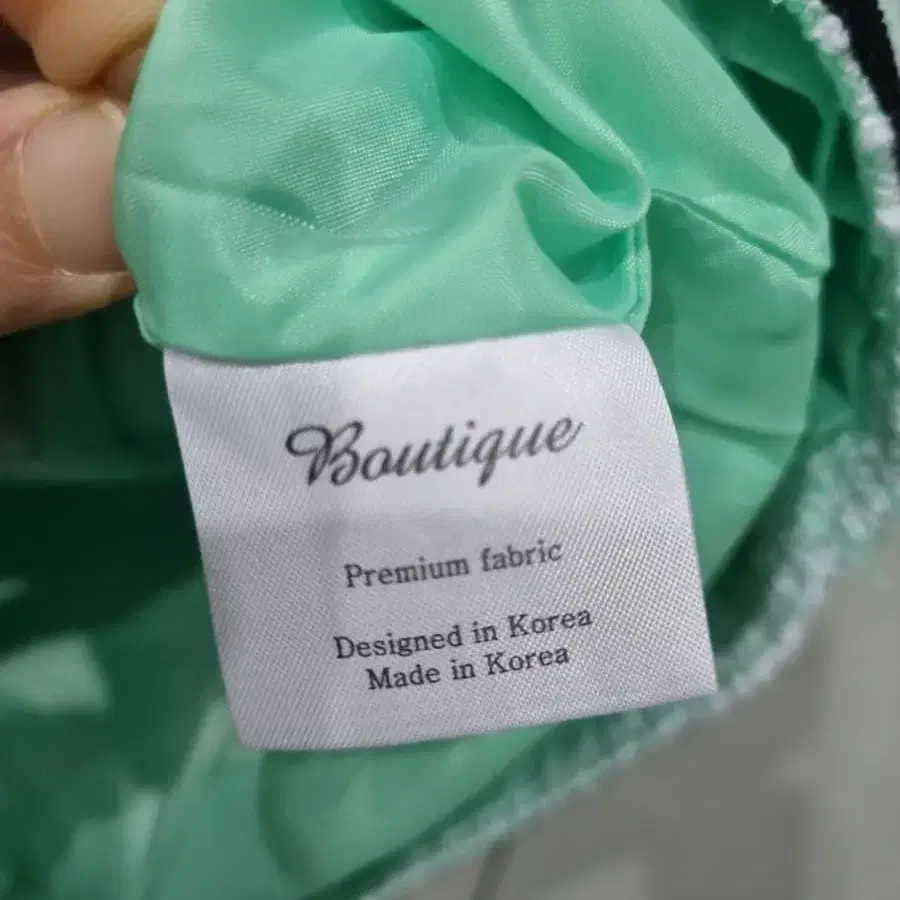 Boutique
Premium fabric
Designed in Korea
Made in Korea